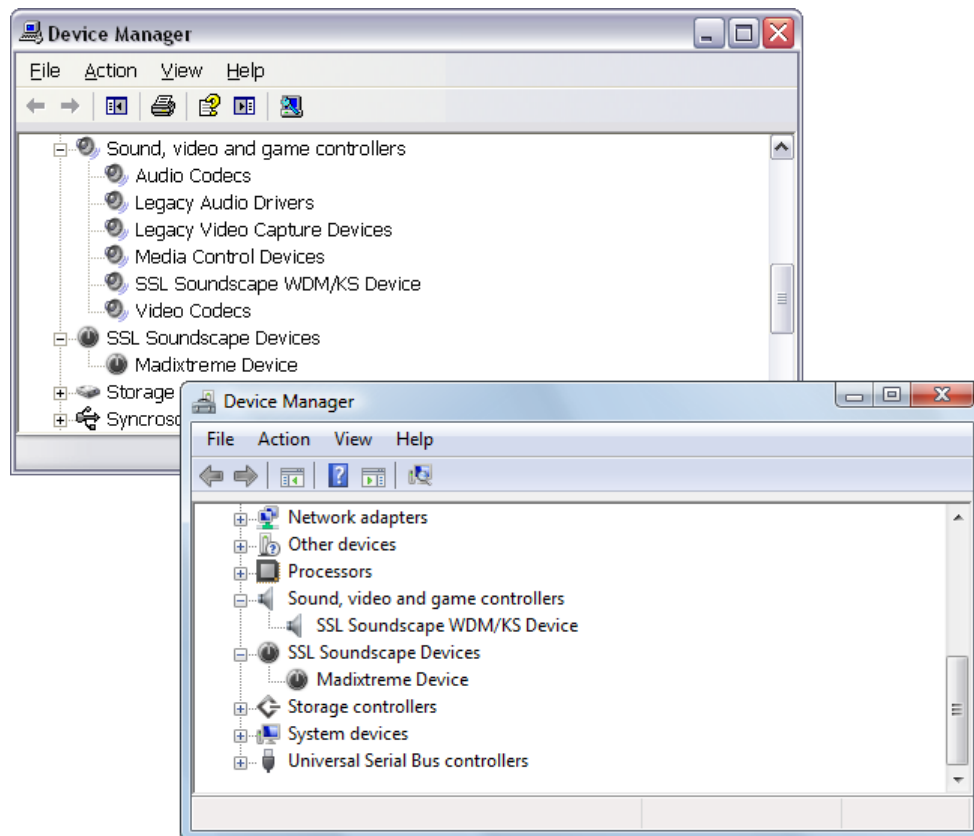 Device Manager
File Action View Help
Sound, video and game controllers
Audio Codecs
Legacy Audio Drivers
Legacy Video Capture Devices
Media Control Devices
SSL Soundscape WDM/KS Device
Video Codecs
SSL Soundscape Devices
Madixtreme Device
Storage
Device Manager
File Action View Help
Network adapters
Other devices
Processors
Sound, video and game controllers
SSL Soundscape WDM/KS Device
SSL Soundscape Devices
Madixtreme Device
Storage controllers
System devices
Universal Serial Bus controllers